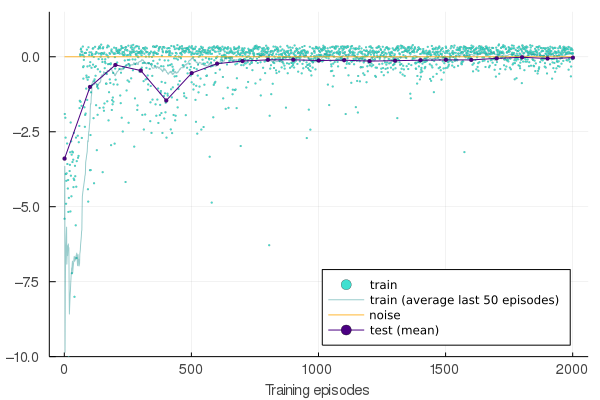 0.0
−2.5
−5.0
−7.5
−10.0
0
500
1000
1500
2000
Training episodes
train
train (average last 50 episodes)
noise
test (mean)